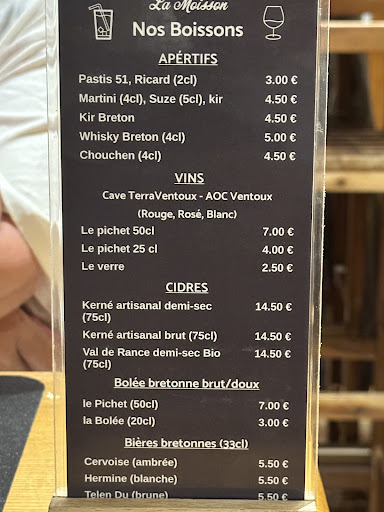 La Moisson
Nos Boissons
APÉRTIFS
Pastis 51, Ricard (2cl) 3.00 €
Martini (4cl), Suze (5cl), kir 4.50 €
Kir Breton 4.50 €
Whisky Breton (4cl) 5.00 €
Chouchen (4cl) 4.50 €
VINS
Cave TerraVentoux - AOC Ventoux
(Rouge, Rosé, Blanc)
Le pichet 50cl 7.00 €
Le pichet 25 cl 4.00 €
Le verre 2.50 €
CIDRES
Kerné artisanal demi-sec 14.50 €
(75cl)
Kerné artisanal brut (75cl) 14.50 €
Val de Rance demi-sec Bio 14.50 €
(75cl)
Bolée bretonne brut/doux
le Pichet (50cl) 7.00 €
la Bolée (20cl) 3.00 €
Bières bretonnes (33cl)
Cervoise (ambrée) 5.50 €
Hermine (blanche) 5.50 €
Telen Du (brune) 5.50 €